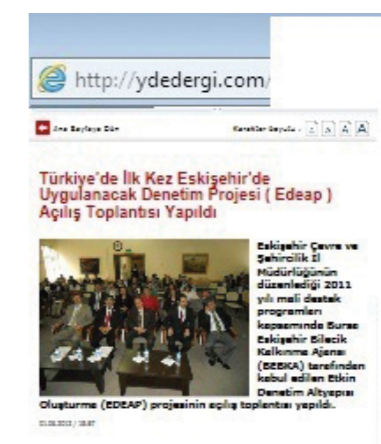 http://ydedergi.com/
Ana Sayfaya Dön
Karakter Boyutu : A A A A
Türkiye'de İlk Kez Eskişehir'de
Uygulanacak Denetim Projesi ( Edeap )
Açılış Toplantısı Yapıldı
Eskişehir Çevre ve
Şehircilik İl
Müdürlüğünün
düzenlediği 2011
yılı mali destek
programları
kapsamında Bursa
Eskişehir Bilecik
Kalkınma Ajansı
(BEBKA) tarafından
kabul edilen Etkin
Denetim Altyapısı
Oluşturma (EDEAP) projesinin açılış toplantısı yapıldı.